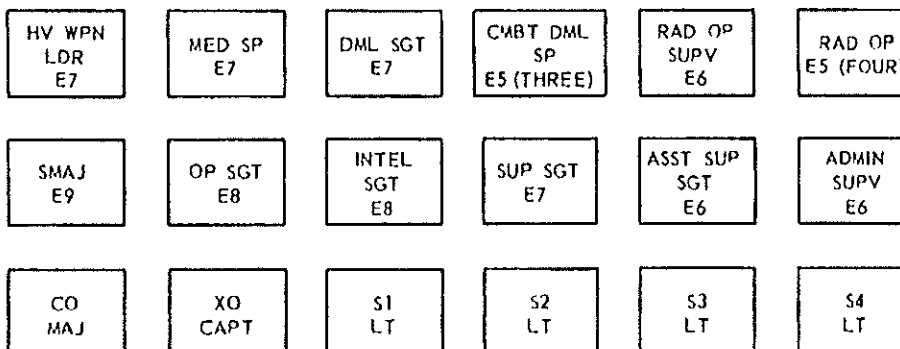 HV WPN
LDR
E7
MED SP
E7
DML SGT
E7
CMBT DML
SP
E5 (THREE)
RAD OP
SUPV
E6
RAD OP
E5 (FOUR)
SMAJ
E9
OP SGT
E8
INTEL
SGT
E8
SUP SGT
E7
ASST SUP
SGT
E6
ADMIN
SUPV
E6
CO
MAJ
XO
CAPT
S1
LT
S2
LT
S3
LT
S4
LT